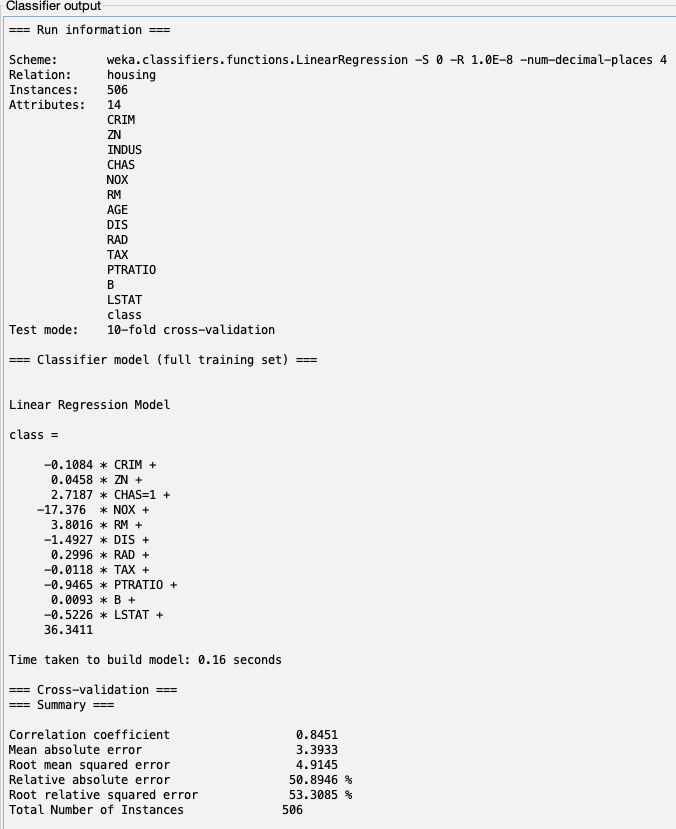 Classifier output
=== Run information ===
Scheme: weka.classifiers.functions.LinearRegression -S 0 -R 1.0E-8 -num-decimal-places 4
Relation: housing
Instances: 506
Attributes: 14
CRIM
ZN
INDUS
CHAS
NOX
RM
AGE
DIS
RAD
TAX
PTRATIO
B
LSTAT
class
Test mode: 10-fold cross-validation
=== Classifier model (full training set) ===
Linear Regression Model
class =
-0.1084 * CRIM +
0.0458 * ZN +
2.7187 * CHAS=1 +
-17.376 * NOX +
3.8016 * RM +
-1.4927 * DIS +
0.2996 * RAD +
-0.0118 * TAX +
-0.9465 * PTRATIO +
0.0093 * B +
-0.5226 * LSTAT +
36.3411
Time taken to build model: 0.16 seconds
=== Cross-validation ===
=== Summary ===
Correlation coefficient 0.8451
Mean absolute error 3.3933
Root mean squared error 4.9145
Relative absolute error 50.8946 %
Root relative squared error 53.3085 %
Total Number of Instances 506